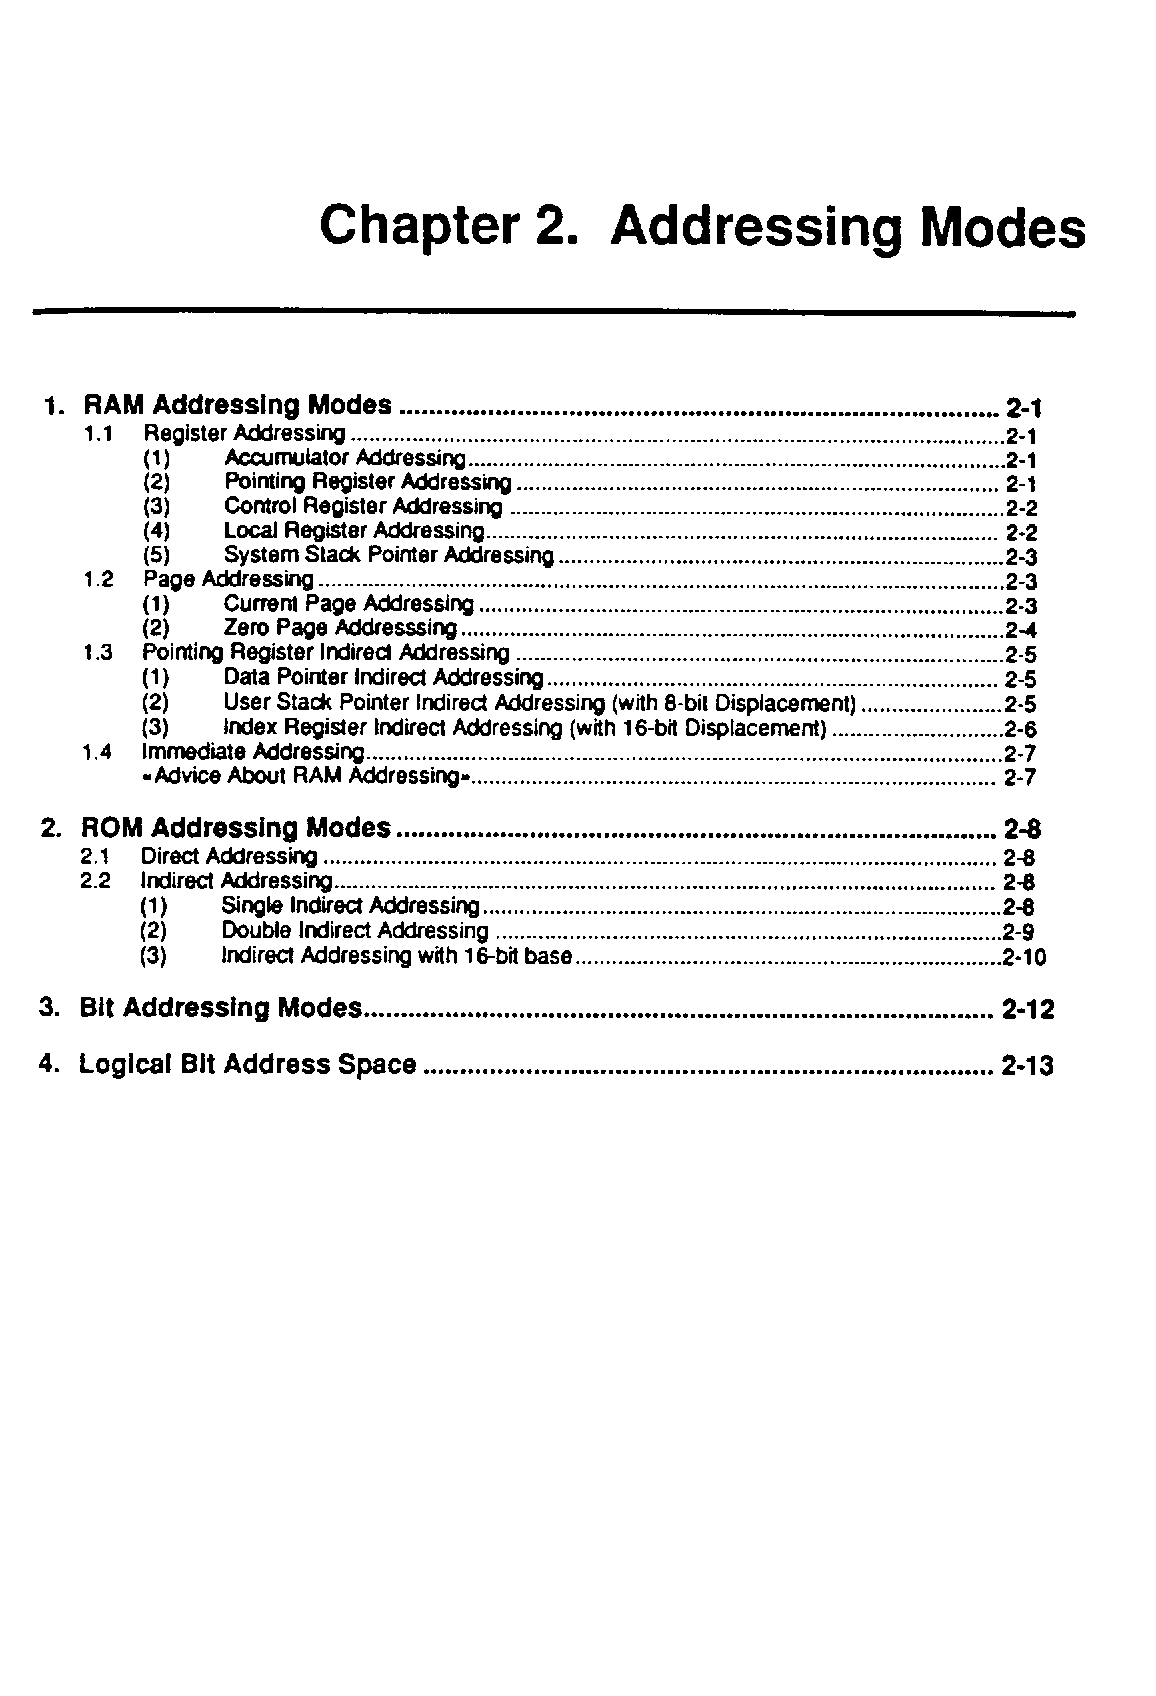 Chapter 2. Addressing Modes
1. RAM Addressing Modes ........................................ 2-1
1.1 Register Addressing ........................................ 2-1
(1) Accumulator Addressing ........................................ 2-1
(2) Pointing Register Addressing ........................................ 2-1
(3) Control Register Addressing ........................................ 2-2
(4) Local Register Addressing ........................................ 2-2
(5) System Stack Pointer Addressing ........................................ 2-3
1.2 Page Addressing ........................................ 2-3
(1) Current Page Addressing ........................................ 2-3
(2) Zero Page Addresssing ........................................ 2-4
1.3 Pointing Register Indirect Addressing ........................................ 2-5
(1) Data Pointer Indirect Addressing ........................................ 2-5
(2) User Stack Pointer Indirect Addressing (with 8-bit Displacement) ........................................ 2-5
(3) Index Register Indirect Addressing (with 16-bit Displacement) ........................................ 2-6
1.4 Immediate Addressing ........................................ 2-7
-Advice About RAM Addressing- ........................................ 2-7
2. ROM Addressing Modes ........................................ 2-8
2.1 Direct Addressing ........................................ 2-8
2.2 Indirect Addressing ........................................ 2-8
(1) Single Indirect Addressing ........................................ 2-8
(2) Double Indirect Addressing ........................................ 2-9
(3) Indirect Addressing with 16-bit base ........................................ 2-10
3. Bit Addressing Modes ........................................ 2-12
4. Logical Bit Address Space ........................................ 2-13